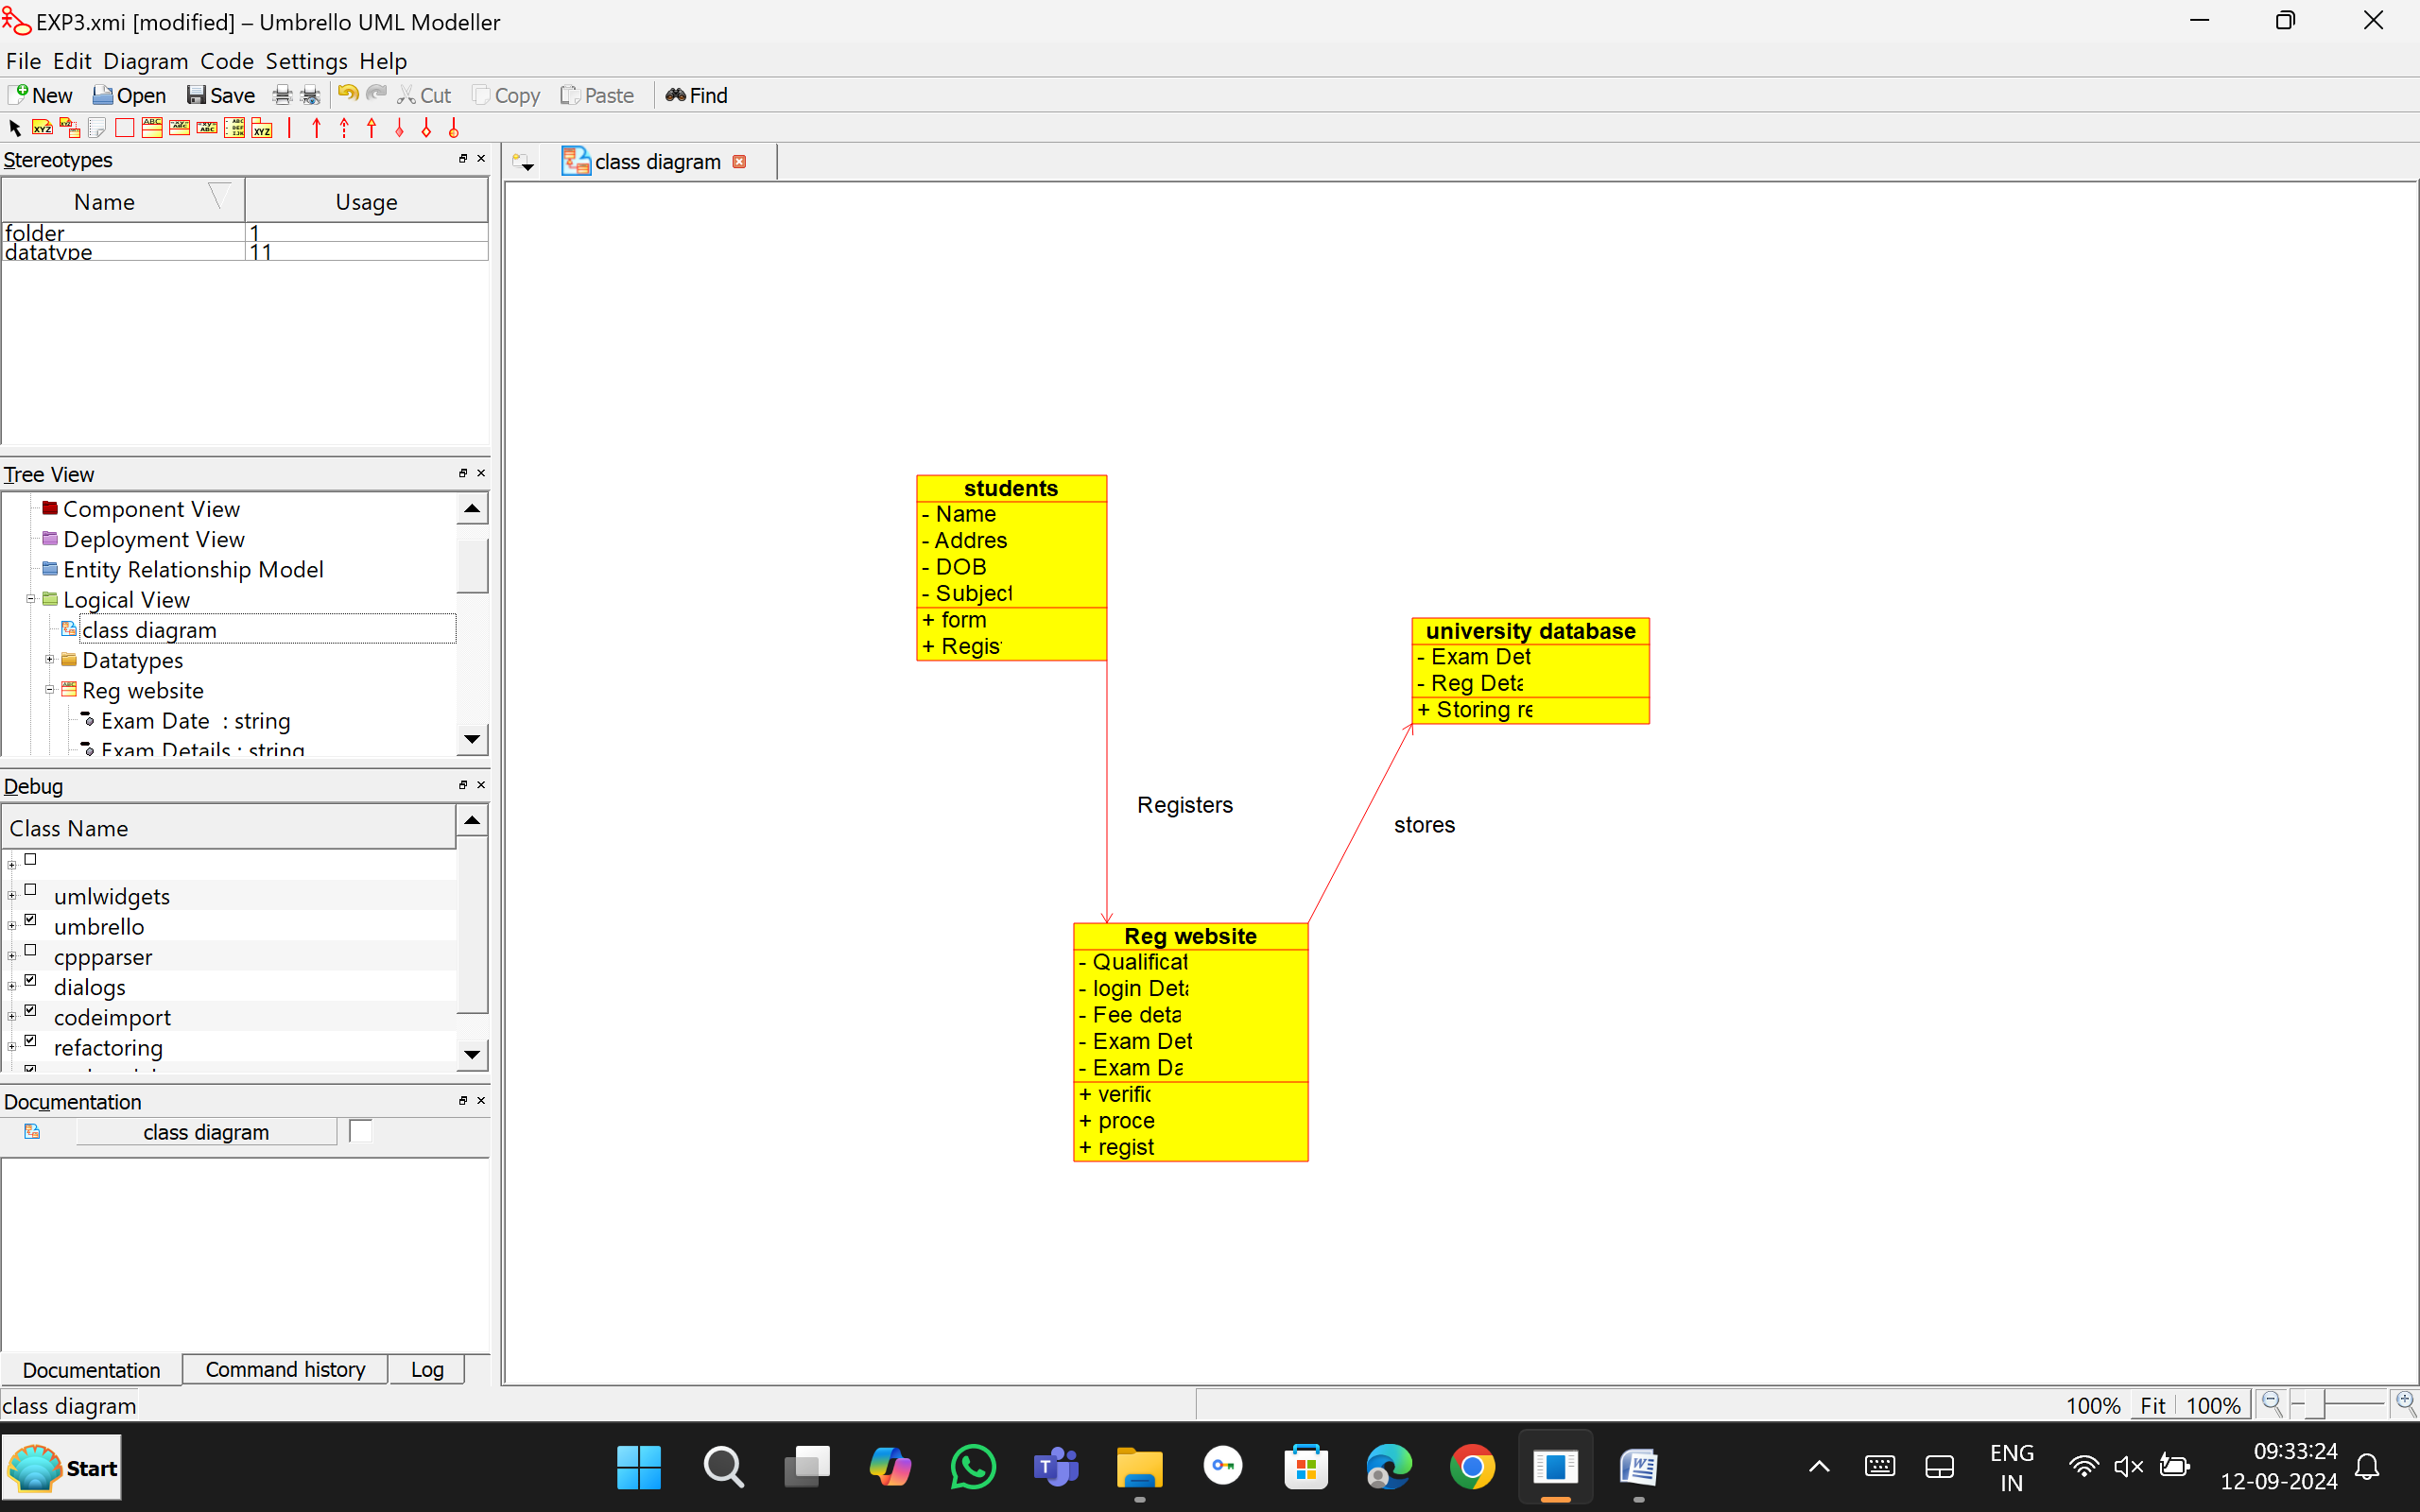 EXP3.xmi [modified] – Umbrello UML Modeller
File Edit Diagram Code Settings Help
New Open Save Cut Copy Paste Find
Stereotypes
class diagram
Name Usage
folder 1
datatype 11
Tree View
Component View
Deployment View
Entity Relationship Model
Logical View
class diagram
Datatypes
Reg website
Exam Date : string
Exam Details : string
students
- Name
- Addres
- DOB
- Subject
+ form
+ Regis
university database
- Exam Det
- Reg Deta
+ Storing re
Registers
stores
Reg website
- Qualificat
- login Deta
- Fee deta
- Exam Det
- Exam Da
+ verific
+ proce
+ regist
Debug
Class Name
umlwidgets
umbrello
cppparser
dialogs
codeimport
refactoring
Documentation
class diagram
Documentation Command history Log
class diagram
100% Fit 100%
Start
ENG
IN
09:33:24
12-09-2024